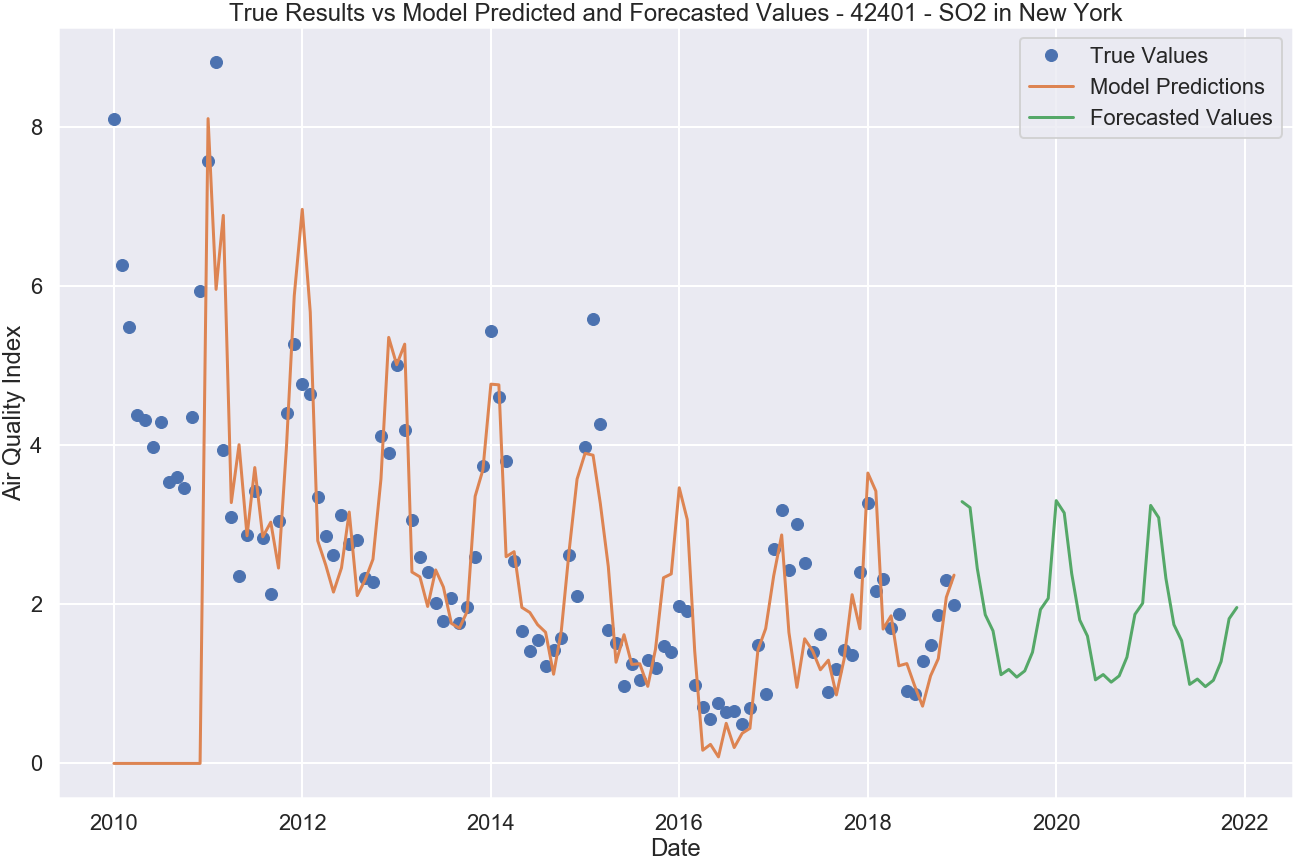 True Results vs Model Predicted and Forecasted Values - 42401 - SO2 in New York
True Values
Model Predictions
Forecasted Values
Air Quality Index
8
6
4
2
0
2010 2012 2014 2016 2018 2020 2022
Date